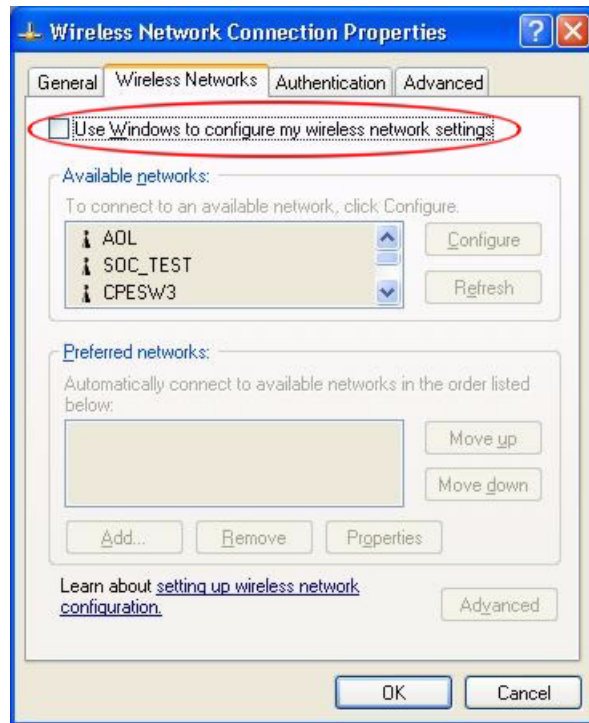 Wireless Network Connection Properties
General Wireless Networks Authentication Advanced
Use Windows to configure my wireless network settings
Available networks:
To connect to an available network, click Configure.
AOL
SOC_TEST
CPESW3
Configure
Refresh
Preferred networks:
Automatically connect to available networks in the order listed
below:
Move up
Move down
Add... Remove Properties
Learn about setting up wireless network
configuration.
Advanced
OK Cancel